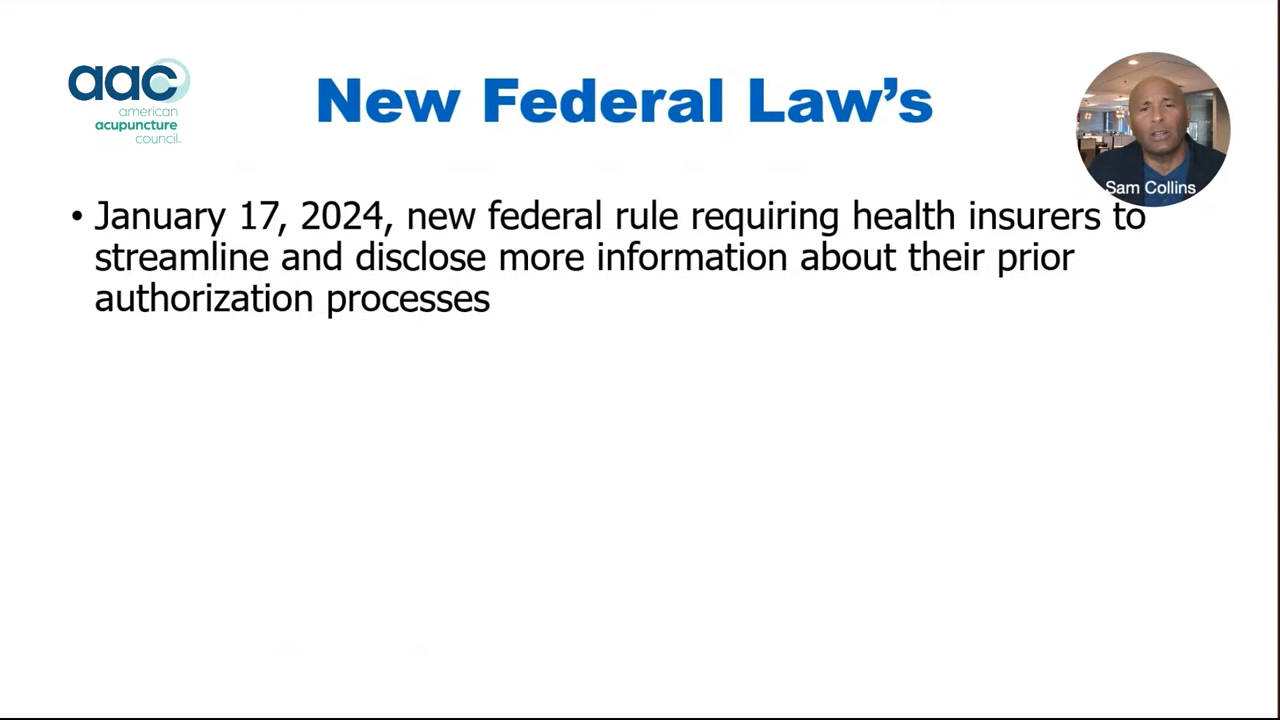 aac
american
acupuncture
council
New Federal Law's
Sam Collins
• January 17, 2024, new federal rule requiring health insurers to
streamline and disclose more information about their prior
authorization processes